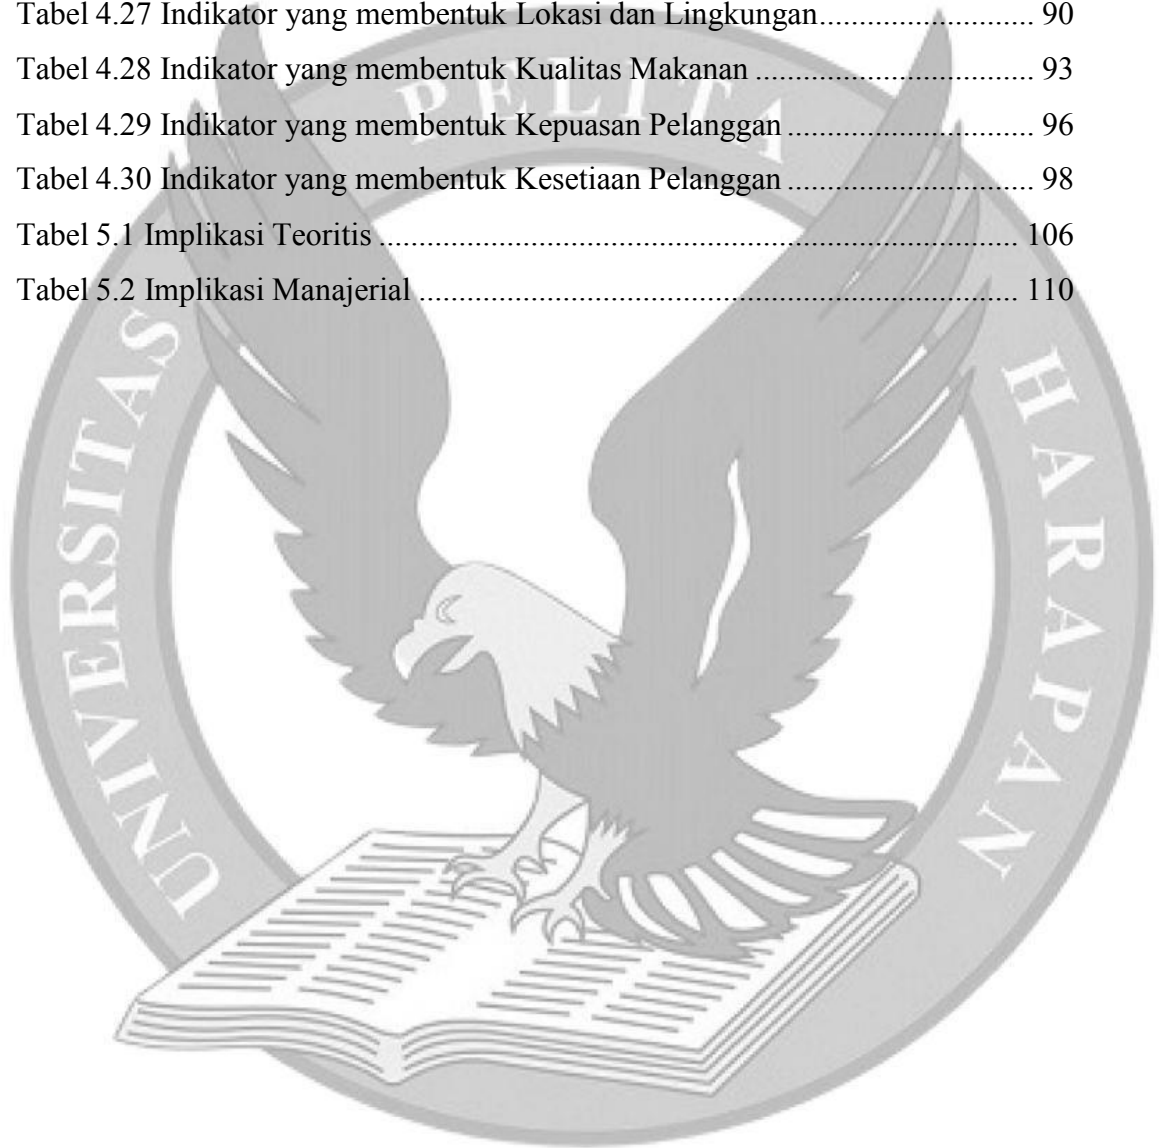 Tabel 4.27 Indikator yang membentuk Lokasi dan Lingkungan........................... 90
Tabel 4.28 Indikator yang membentuk Kualitas Makanan ................................... 93
Tabel 4.29 Indikator yang membentuk Kepuasan Pelanggan ............................... 96
Tabel 4.30 Indikator yang membentuk Kesetiaan Pelanggan ............................... 98
Tabel 5.1 Implikasi Teoritis ................................................................................ 106
Tabel 5.2 Implikasi Manajerial ........................................................................... 110
UNIVERSITAS PELITA HARAPAN